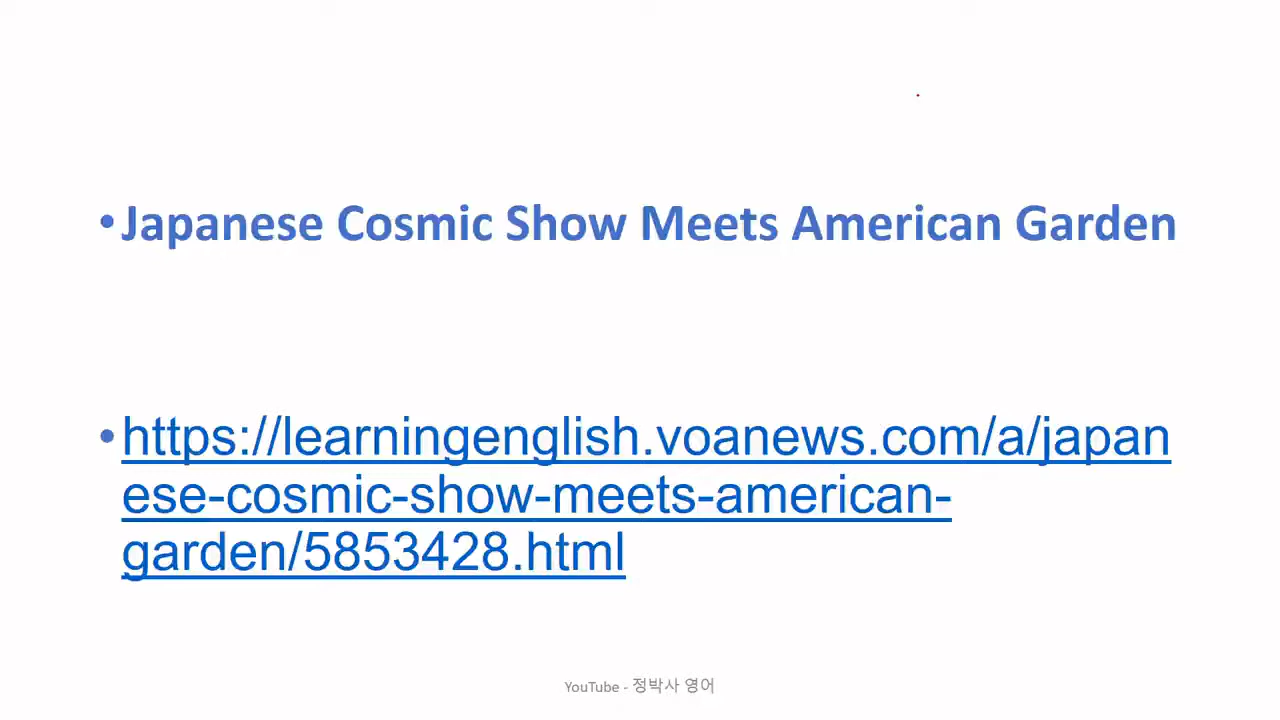 •Japanese Cosmic Show Meets American Garden
•https://learningenglish.voanews.com/a/japan
ese-cosmic-show-meets-american-
garden/5853428.html
YouTube - 정박사 영어